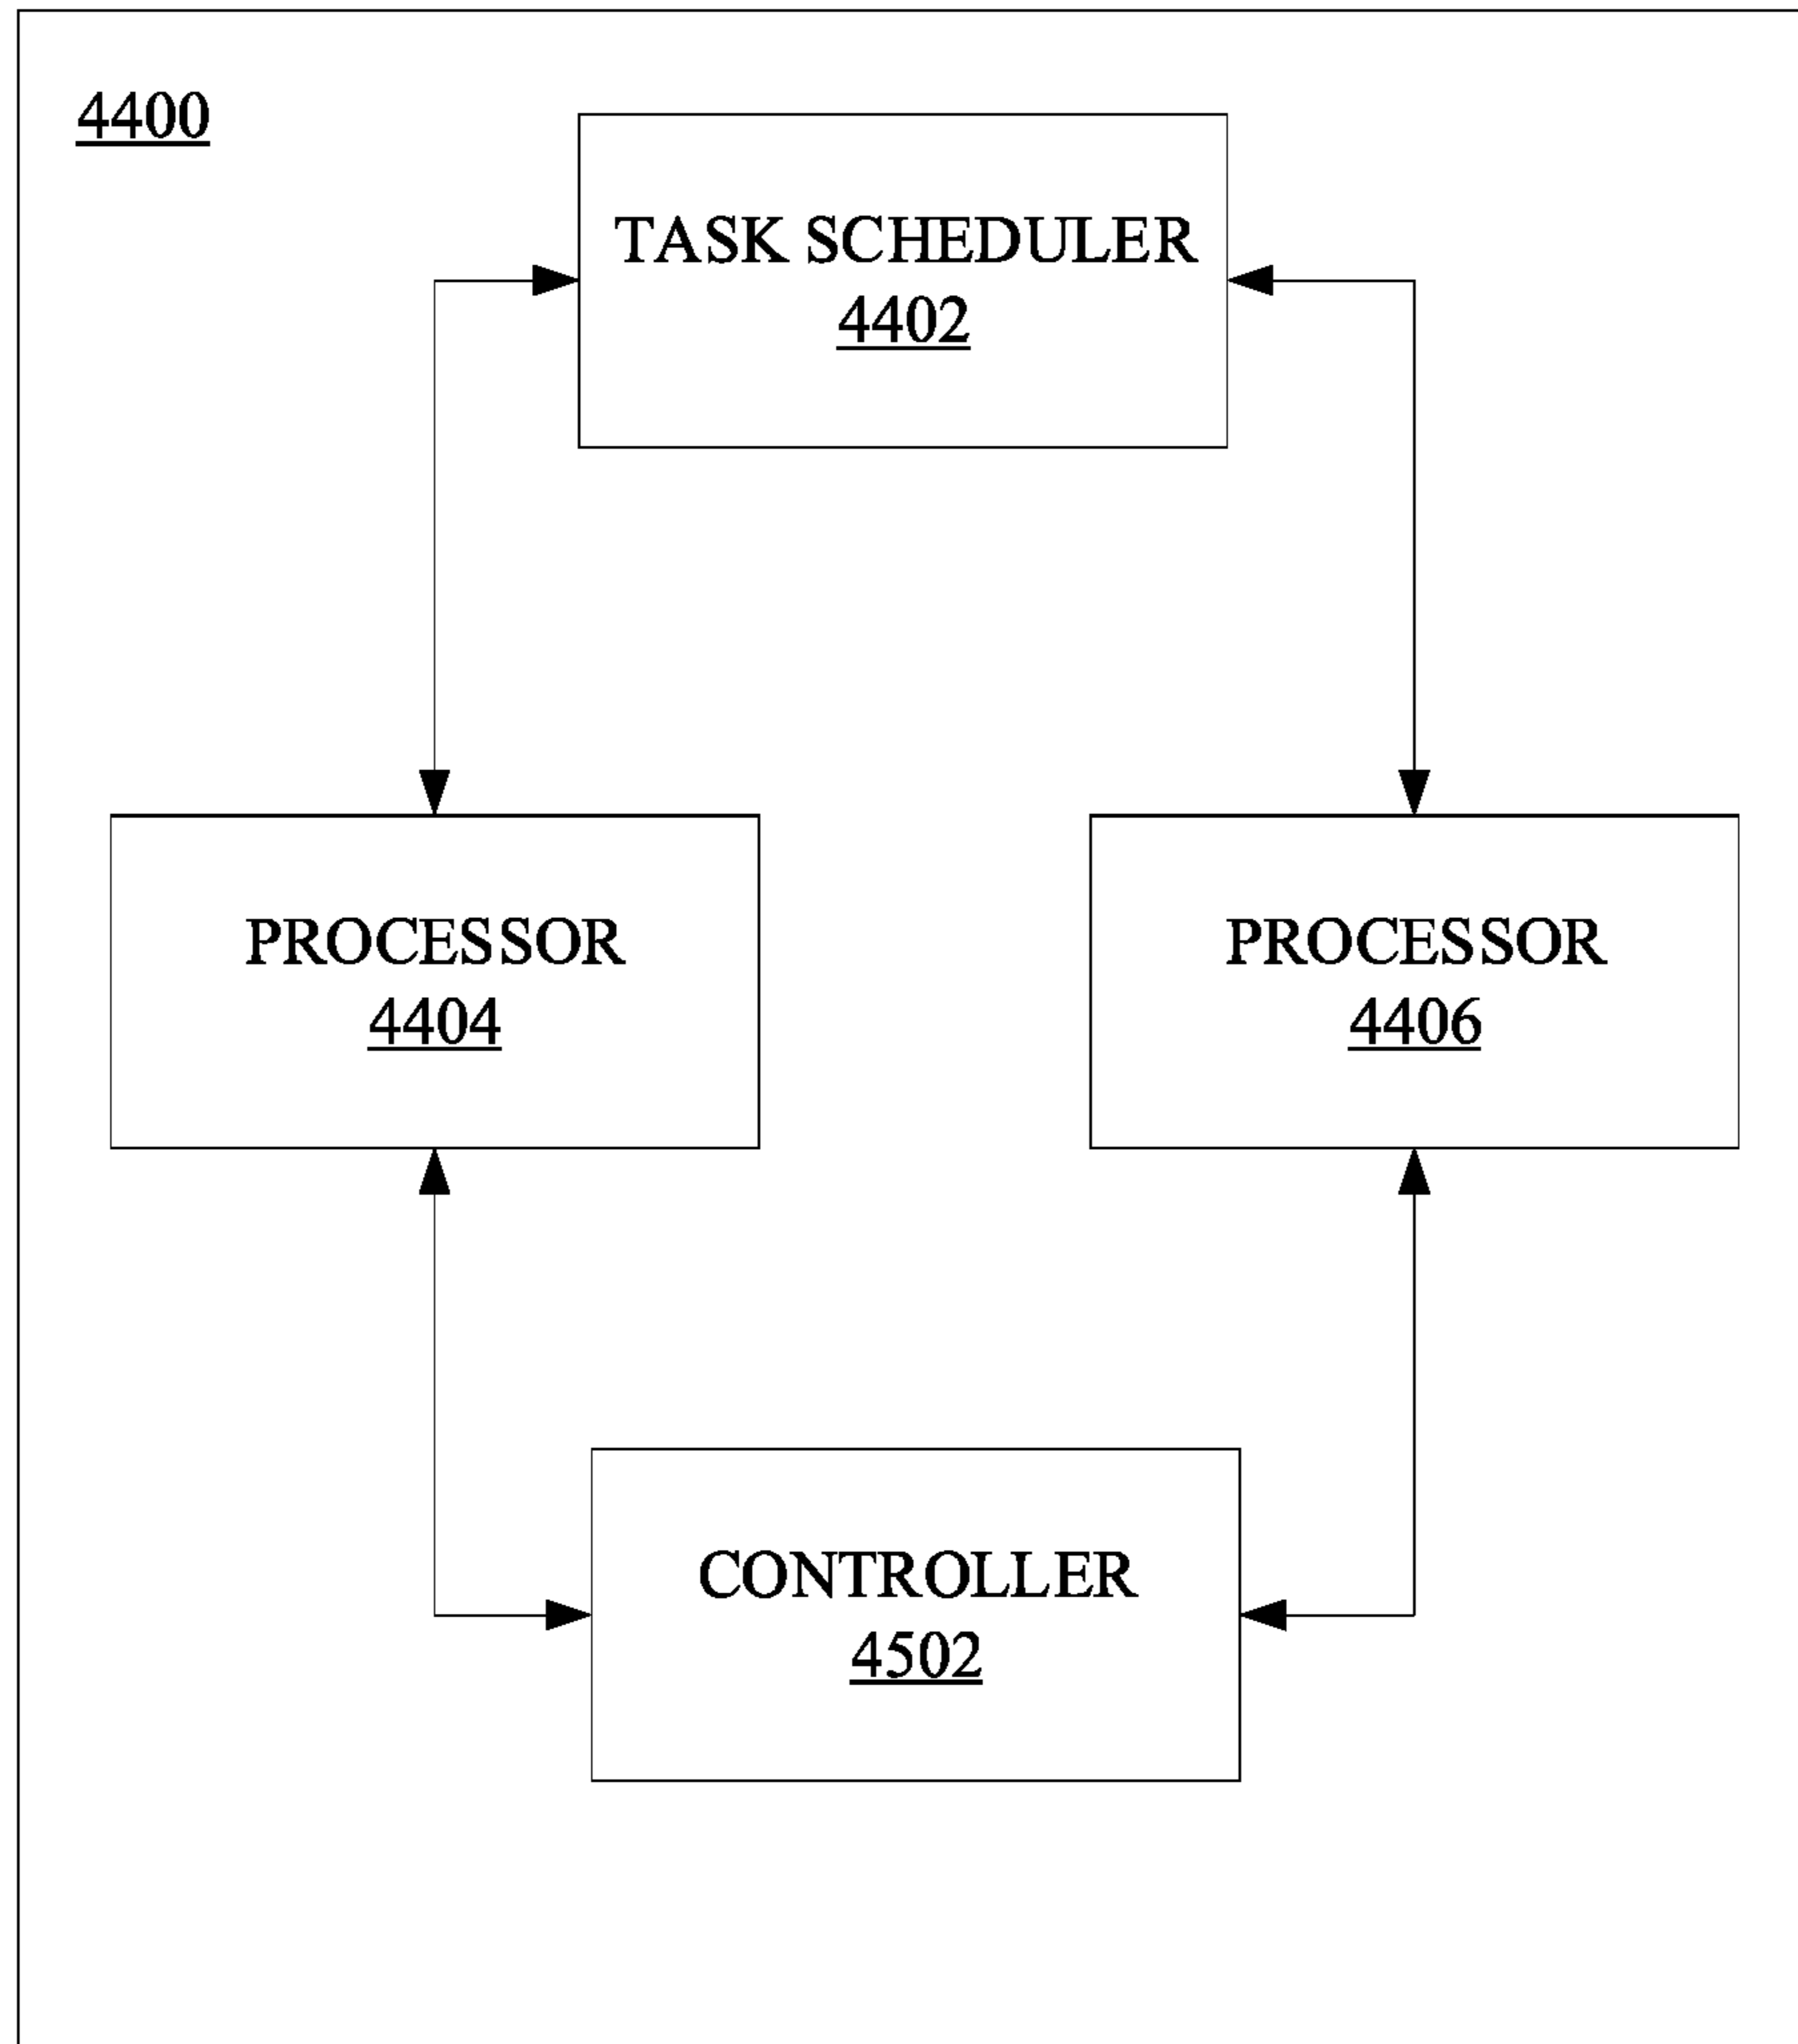 4400
TASK SCHEDULER
4402
PROCESSOR
4404
PROCESSOR
4406
CONTROLLER
4502